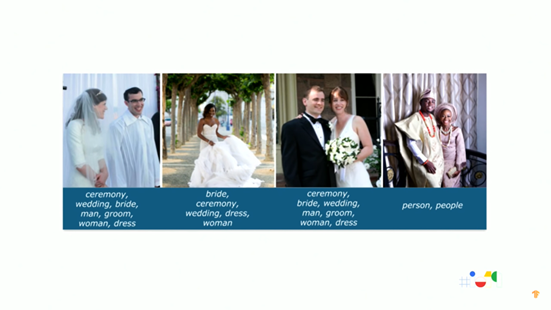 ceremony,
wedding, bride,
man, groom,
woman, dress
bride,
ceremony,
wedding, dress,
woman
ceremony,
bride, wedding,
man, groom,
woman, dress
person, people